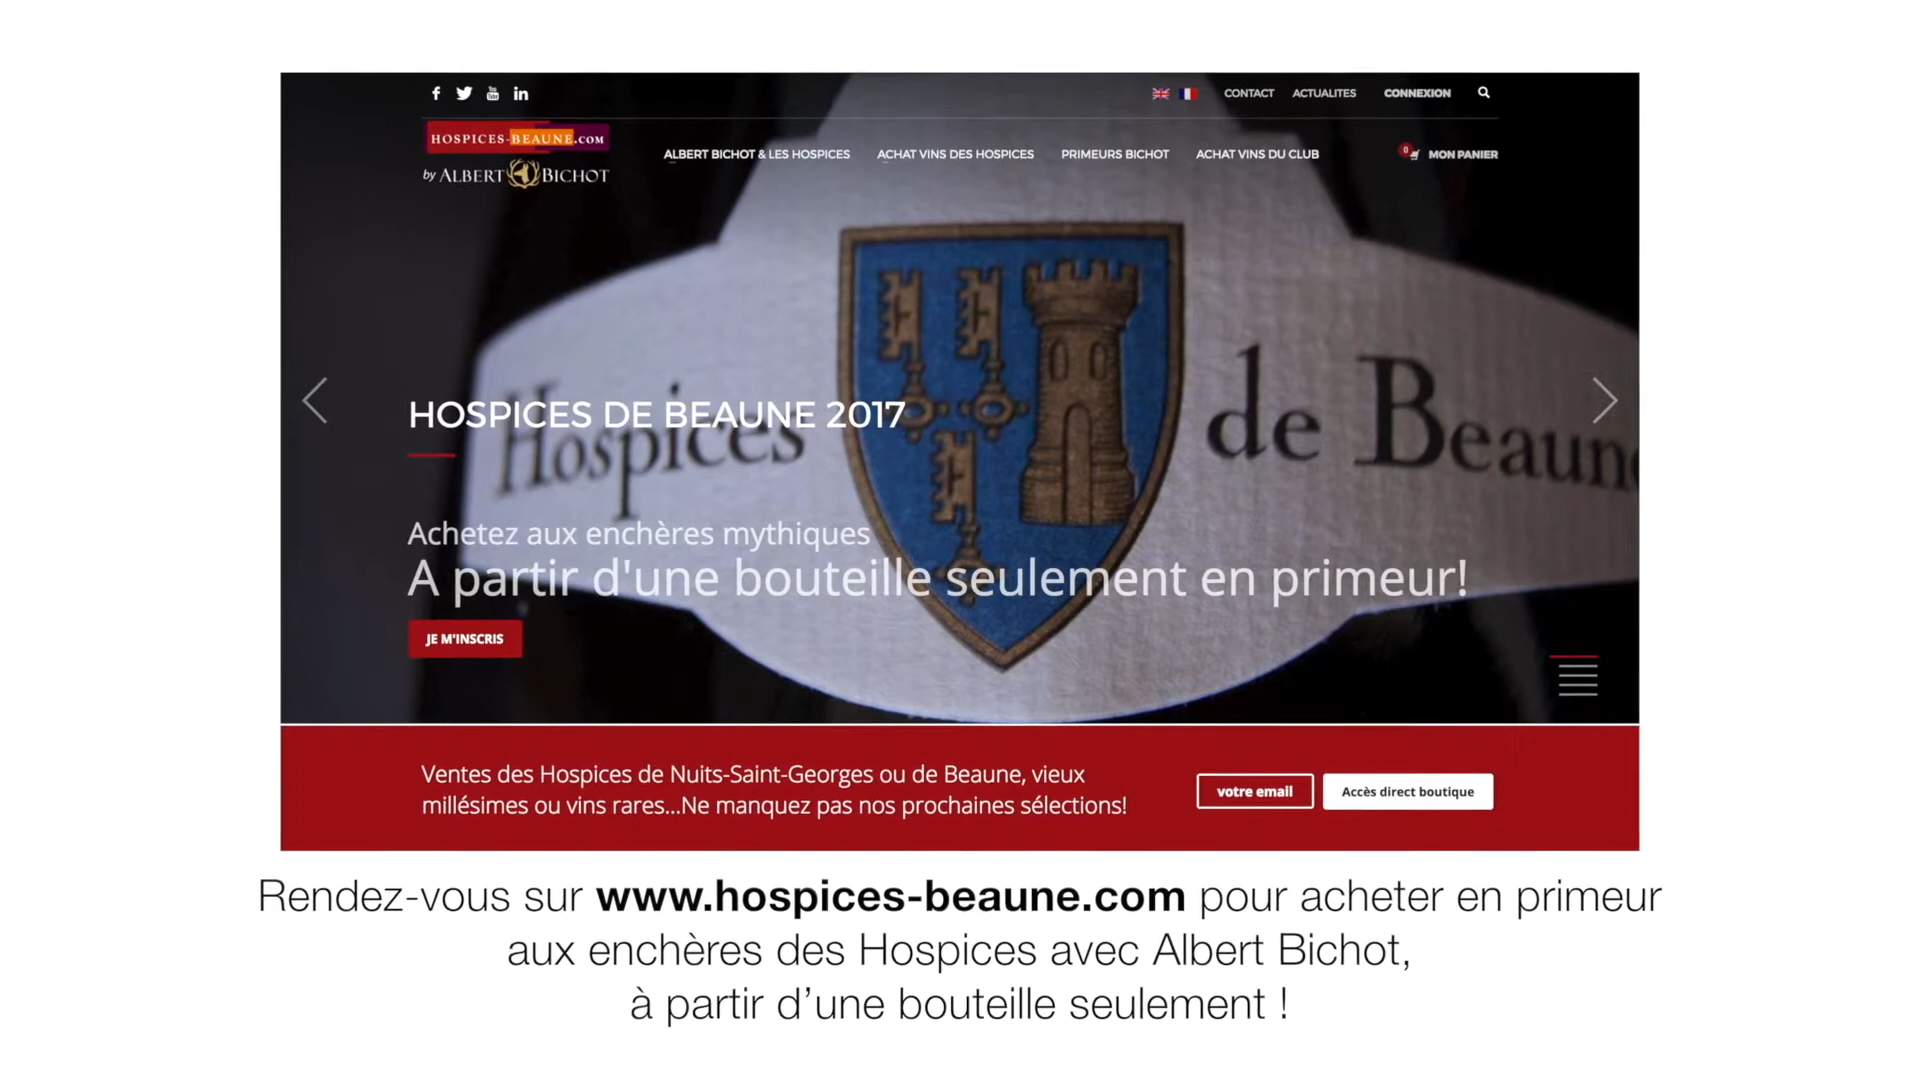 CONTACT ACTUALITES CONNEXION
HOSPICES-BEAUNE.COM
by ALBERT BICHOT
ALBERT BICHOT & LES HOSPICES ACHAT VINS DES HOSPICES PRIMEURS BICHOT ACHAT VINS DU CLUB 0 MON PANIER
HOSPICES DE BEAUNE 2017
Hospices de Beaune
Achetez aux enchères mythiques
A partir d'une bouteille seulement en primeur!
JE M'INSCRIS
Ventes des Hospices de Nuits-Saint-Georges ou de Beaune, vieux
millésimes ou vins rares...Ne manquez pas nos prochaines sélections!
votre email Accès direct boutique
Rendez-vous sur www.hospices-beaune.com pour acheter en primeur
aux enchères des Hospices avec Albert Bichot,
à partir d’une bouteille seulement !